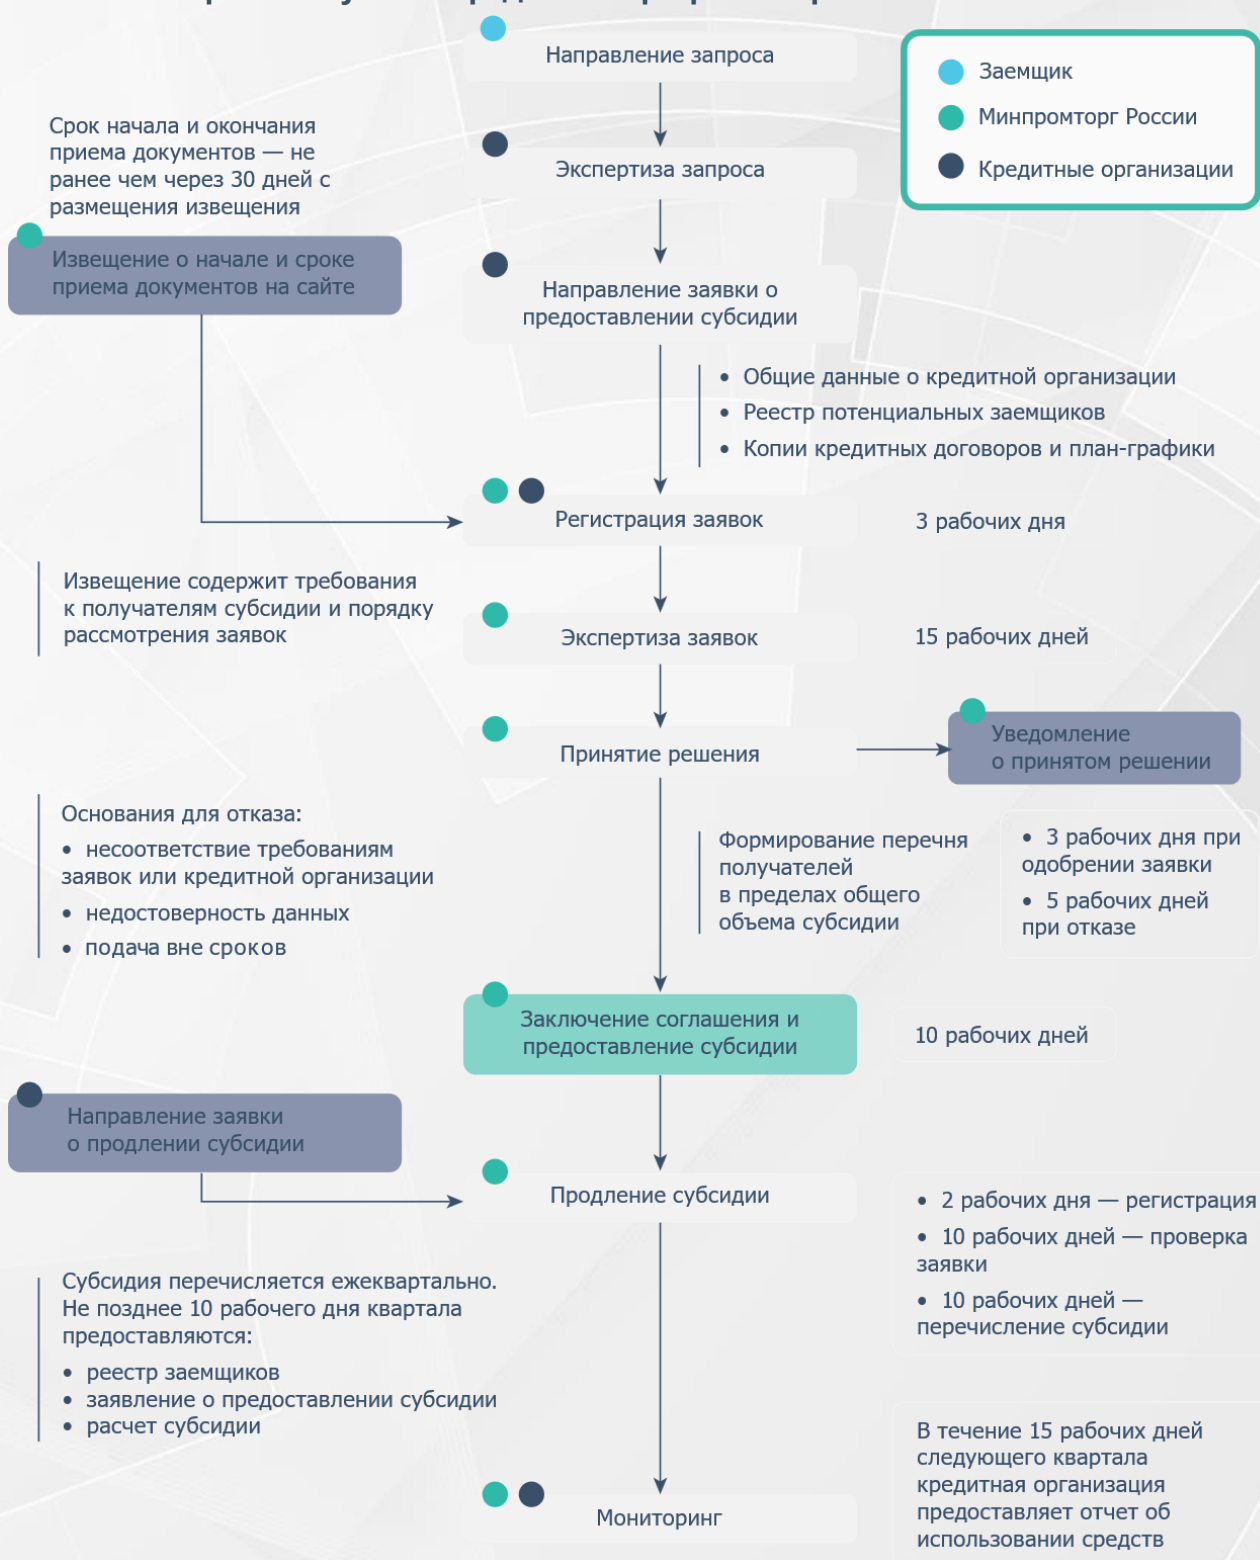 Направление запроса
Заемщик
Минпромторг России
Кредитные организации
Срок начала и окончания
приема документов — не
ранее чем через 30 дней с
размещения извещения
Экспертиза запроса
Извещение о начале и сроке
приема документов на сайте
Направление заявки о
предоставлении субсидии
• Общие данные о кредитной организации
• Реестр потенциальных заемщиков
• Копии кредитных договоров и план-графики
Регистрация заявок
3 рабочих дня
Извещение содержит требования
к получателям субсидии и порядку
рассмотрения заявок
Экспертиза заявок
15 рабочих дней
Принятие решения
Уведомление
о принятом решении
Основания для отказа:
• несоответствие требованиям
заявок или кредитной организации
• недостоверность данных
• подача вне сроков
Формирование перечня
получателей
в пределах общего
объема субсидии
• 3 рабочих дня при
одобрении заявки
• 5 рабочих дней
при отказе
Заключение соглашения и
предоставление субсидии
10 рабочих дней
Направление заявки
о продлении субсидии
Продление субсидии
• 2 рабочих дня — регистрация
• 10 рабочих дней — проверка
заявки
• 10 рабочих дней —
перечисление субсидии
Субсидия перечисляется ежеквартально.
Не позднее 10 рабочего дня квартала
предоставляются:
• реестр заемщиков
• заявление о предоставлении субсидии
• расчет субсидии
Мониторинг
В течение 15 рабочих дней
следующего квартала
кредитная организация
предоставляет отчет об
использовании средств